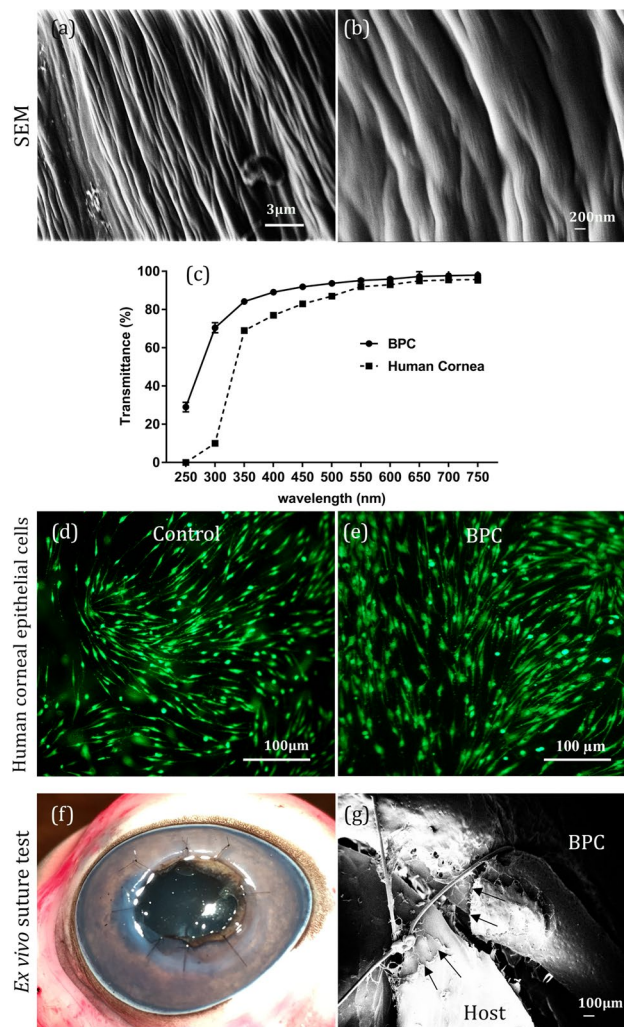 SEM
(a)
3μm
(b)
200nm
(c)
Transmittance (%)
100
80
60
40
20
0
BPC
Human Cornea
250 300 350 400 450 500 550 600 650 700 750
wavelength (nm)
Human corneal epithelial cells
(d)
Control
100μm
(e)
BPC
100 μm
Ex vivo suture test
(f)
(g)
BPC
Host
100μm